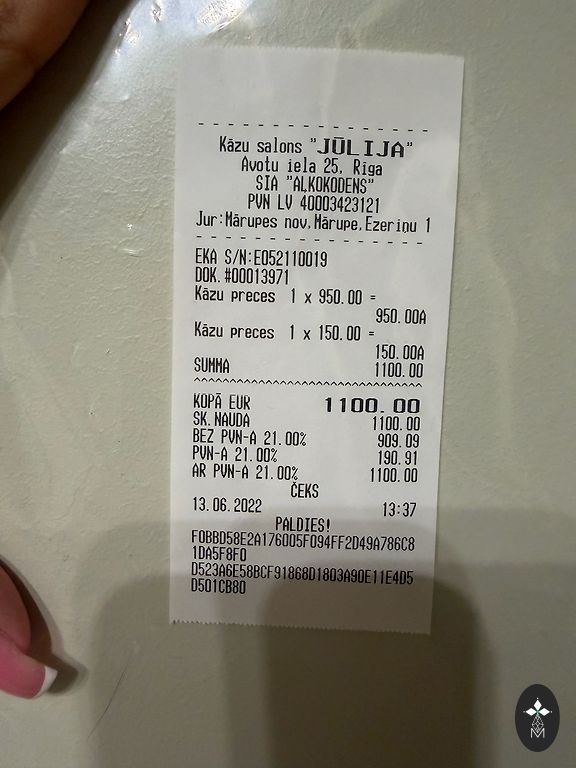 - - - - - - - - - - - - - - - -
Kāzu salons "JŪLIJA"
Avotu iela 25, Rīga
SIA "ALKOKODENS"
PVN LV 40003423121
Jur:Mārupes nov,Mārupe,Ezeriņu 1
- - - - - - - - - - - - - - - -
EKA S/N:E052110019
DOK.#00013971
Kāzu preces 1 x 950.00 =
950.00A
Kāzu preces 1 x 150.00 =
150.00A
SUMMA 1100.00
^^^^^^^^^^^^^^^^^^^^^^^^^^^^^^^^
KOPĀ EUR 1100.00
SK.NAUDA 1100.00
BEZ PVN-A 21.00% 909.09
PVN-A 21.00% 190.91
AR PVN-A 21.00% 1100.00
ČEKS
13.06.2022 13:37
PALDIES!
F0BBD58E2A176005F094FF2D49A786C8
1DA5F8F0
D523A6E58BCF91868D1803A90E11E4D5
D501CB80
M